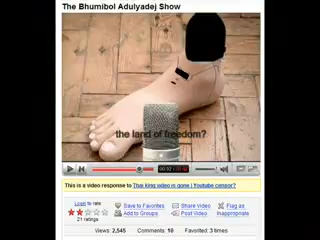 The Bhumibol Adulyadej Show
the land of freedom?
00:52
This is a video response to Thai king video is gone | Youtube censor?
Login to rate
21 ratings
Save to Favorites
Add to Groups
Share Video
Post Video
Flag as
Inappropriate
Views: 2,545 Comments: 10 Favorited: 3 times